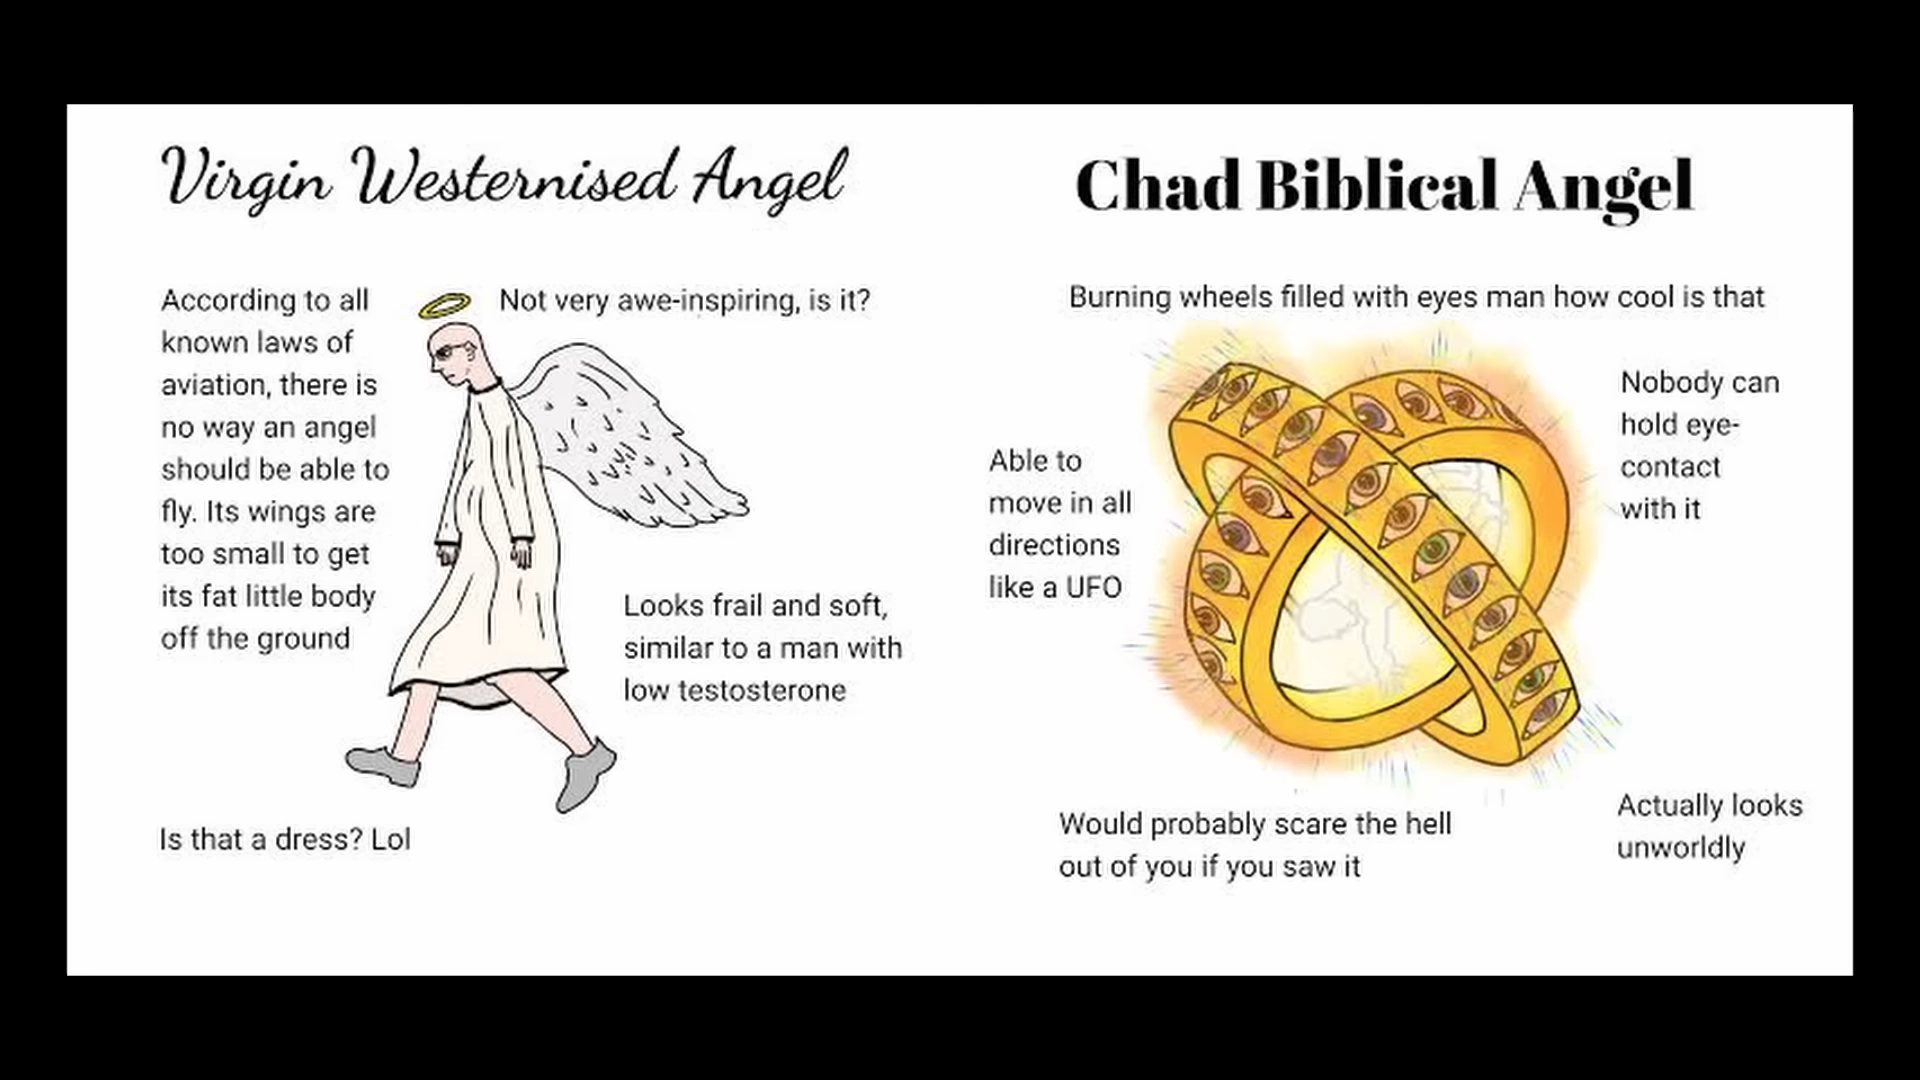 Virgin Westernised Angel
According to all
known laws of
aviation, there is
no way an angel
should be able to
fly. Its wings are
too small to get
its fat little body
off the ground
Not very awe-inspiring, is it?
Looks frail and soft,
similar to a man with
low testosterone
Is that a dress? Lol
Chad Biblical Angel
Burning wheels filled with eyes man how cool is that
Able to
move in all
directions
like a UFO
Nobody can
hold eye-
contact
with it
Would probably scare the hell
out of you if you saw it
Actually looks
unworldly